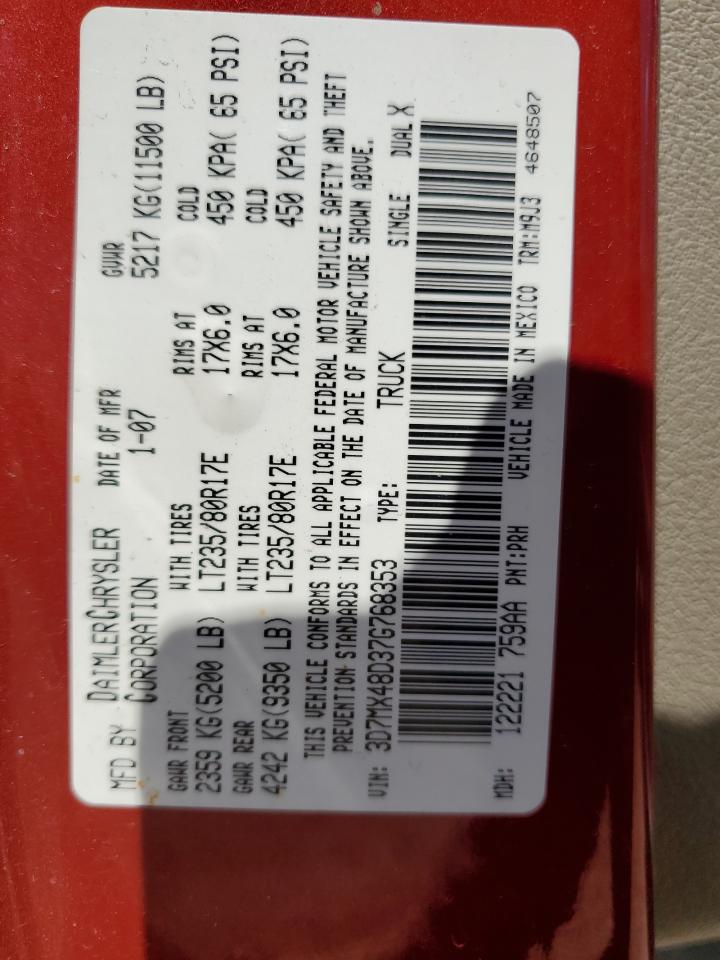 MFD BY DAIMLERCHRYSLER CORPORATION DATE OF MFR 1-07 GVWR 5217 KG(11500 LB)
GAWR FRONT WITH TIRES RIMS AT COLD
2359 KG(5200 LB) LT235/80R17E 17X6.0 450 KPA( 65 PSI)
GAWR REAR WITH TIRES RIMS AT COLD
4242 KG(9350 LB) LT235/80R17E 17X6.0 450 KPA( 65 PSI)
THIS VEHICLE CONFORMS TO ALL APPLICABLE FEDERAL MOTOR VEHICLE SAFETY AND THEFT
PREVENTION STANDARDS IN EFFECT ON THE DATE OF MANUFACTURE SHOWN ABOVE.
VIN: 3D7MX48D37G768353 TYPE: TRUCK SINGLE DUAL X
MDH: 122221 759AA PNT:PRH VEHICLE MADE IN MEXICO TRM:M9J3 4648507